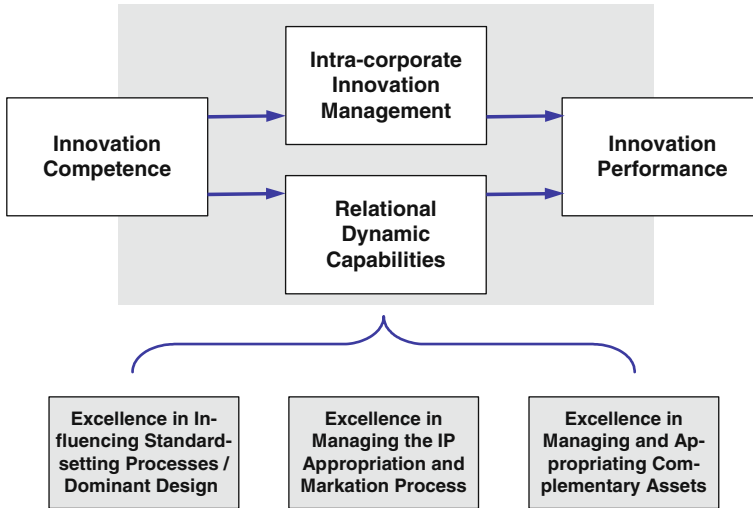 Intra-corporate
Innovation
Management
Innovation
Competence
Innovation
Performance
Relational
Dynamic
Capabilities
Excellence in In-
fluencing Standard-
setting Processes /
Dominant Design
Excellence in
Managing the IP
Appropriation and
Markation Process
Excellence in
Managing and Ap-
propriating Com-
plementary Assets